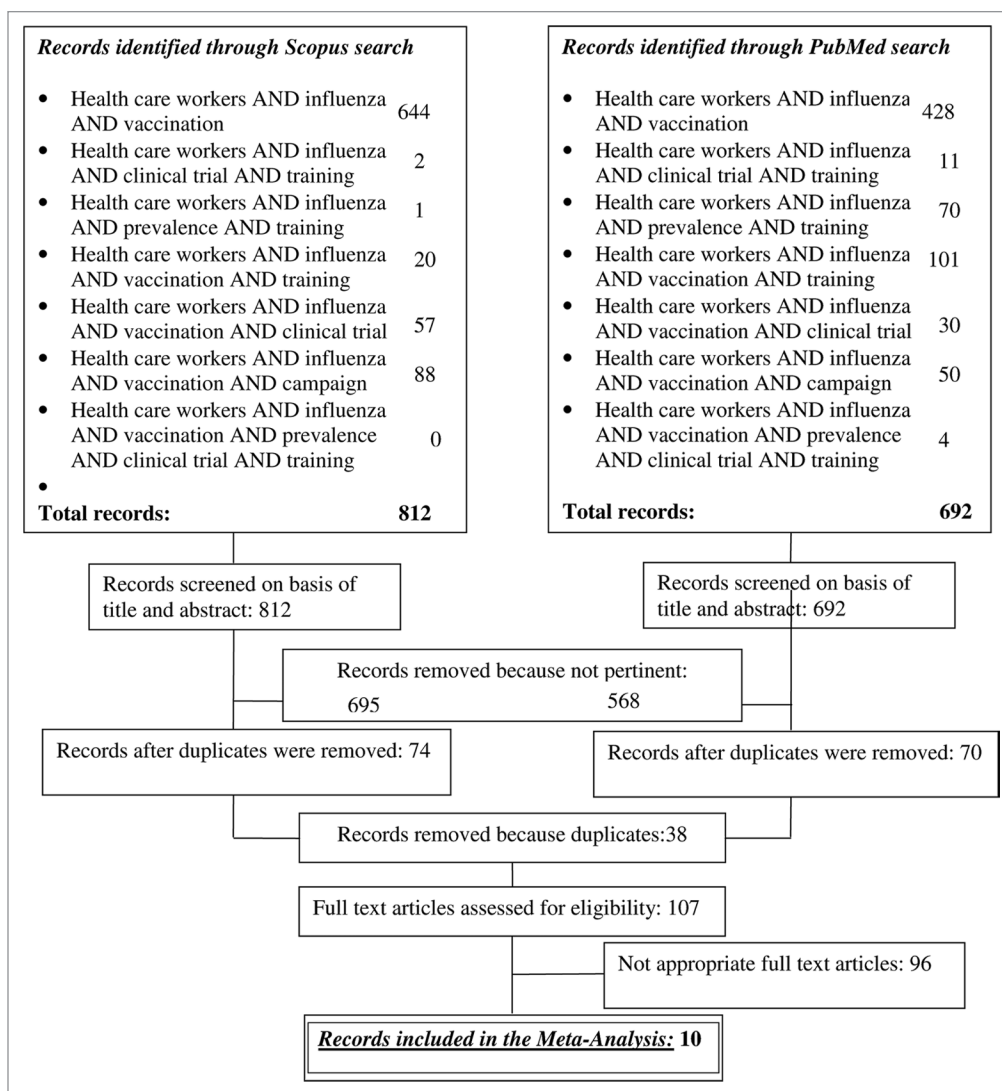 Records identified through Scopus search
• Health care workers AND influenza
AND vaccination 644
• Health care workers AND influenza
AND clinical trial AND training 2
• Health care workers AND influenza
AND prevalence AND training 1
• Health care workers AND influenza
AND vaccination AND training 20
• Health care workers AND influenza
AND vaccination AND clinical trial 57
• Health care workers AND influenza
AND vaccination AND campaign 88
• Health care workers AND influenza
AND vaccination AND prevalence 0
AND clinical trial AND training
•
Total records: 812
Records identified through PubMed search
• Health care workers AND influenza
AND vaccination 428
• Health care workers AND influenza
AND clinical trial AND training 11
• Health care workers AND influenza
AND prevalence AND training 70
• Health care workers AND influenza
AND vaccination AND training 101
• Health care workers AND influenza
AND vaccination AND clinical trial 30
• Health care workers AND influenza
AND vaccination AND campaign 50
• Health care workers AND influenza
AND vaccination AND prevalence 4
AND clinical trial AND training
Total records: 692
Records screened on basis of
title and abstract: 812
Records screened on basis of
title and abstract: 692
Records removed because not pertinent:
695 568
Records after duplicates were removed: 74
Records after duplicates were removed: 70
Records removed because duplicates:38
Full text articles assessed for eligibility: 107
Not appropriate full text articles: 96
Records included in the Meta-Analysis: 10